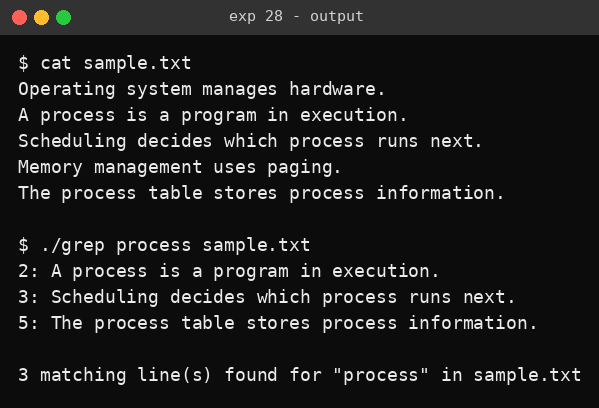 exp 28 - output
$ cat sample.txt
Operating system manages hardware.
A process is a program in execution.
Scheduling decides which process runs next.
Memory management uses paging.
The process table stores process information.
$ ./grep process sample.txt
2: A process is a program in execution.
3: Scheduling decides which process runs next.
5: The process table stores process information.
3 matching line(s) found for "process" in sample.txt